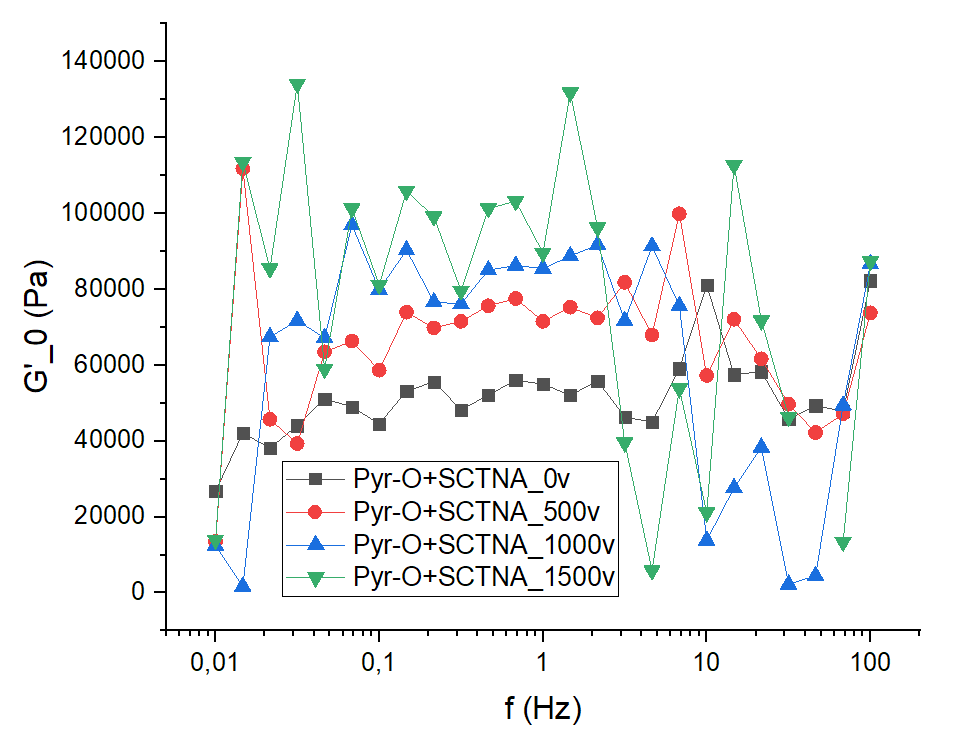 G'_0 (Pa)
140000
120000
100000
80000
60000
40000
20000
0
Pyr-O+SCTNA_0v
Pyr-O+SCTNA_500v
Pyr-O+SCTNA_1000v
Pyr-O+SCTNA_1500v
0,01 0,1 1 10 100
f (Hz)